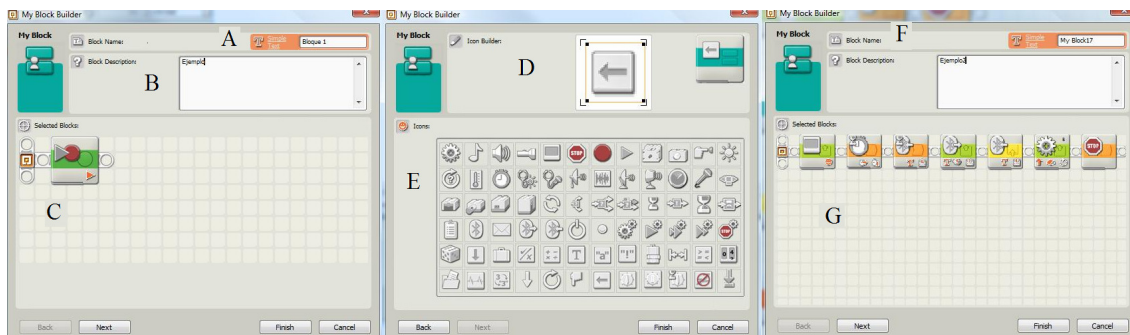 My Block Builder
My Block
Block Name:
A
Simple Text
Bloque 1
Block Description:
B
Ejemplo
Selected Blocks:
C
Back
Next
Finish
Cancel
My Block Builder
My Block
Icon Builder:
D
Icons:
E
STOP
T
"a"
"!"
Back
Next
Finish
Cancel
My Block Builder
My Block
Block Name:
F
Simple Text
My Block17
Block Description:
Ejemplo2
Selected Blocks:
STOP
G
Back
Next
Finish
Cancel